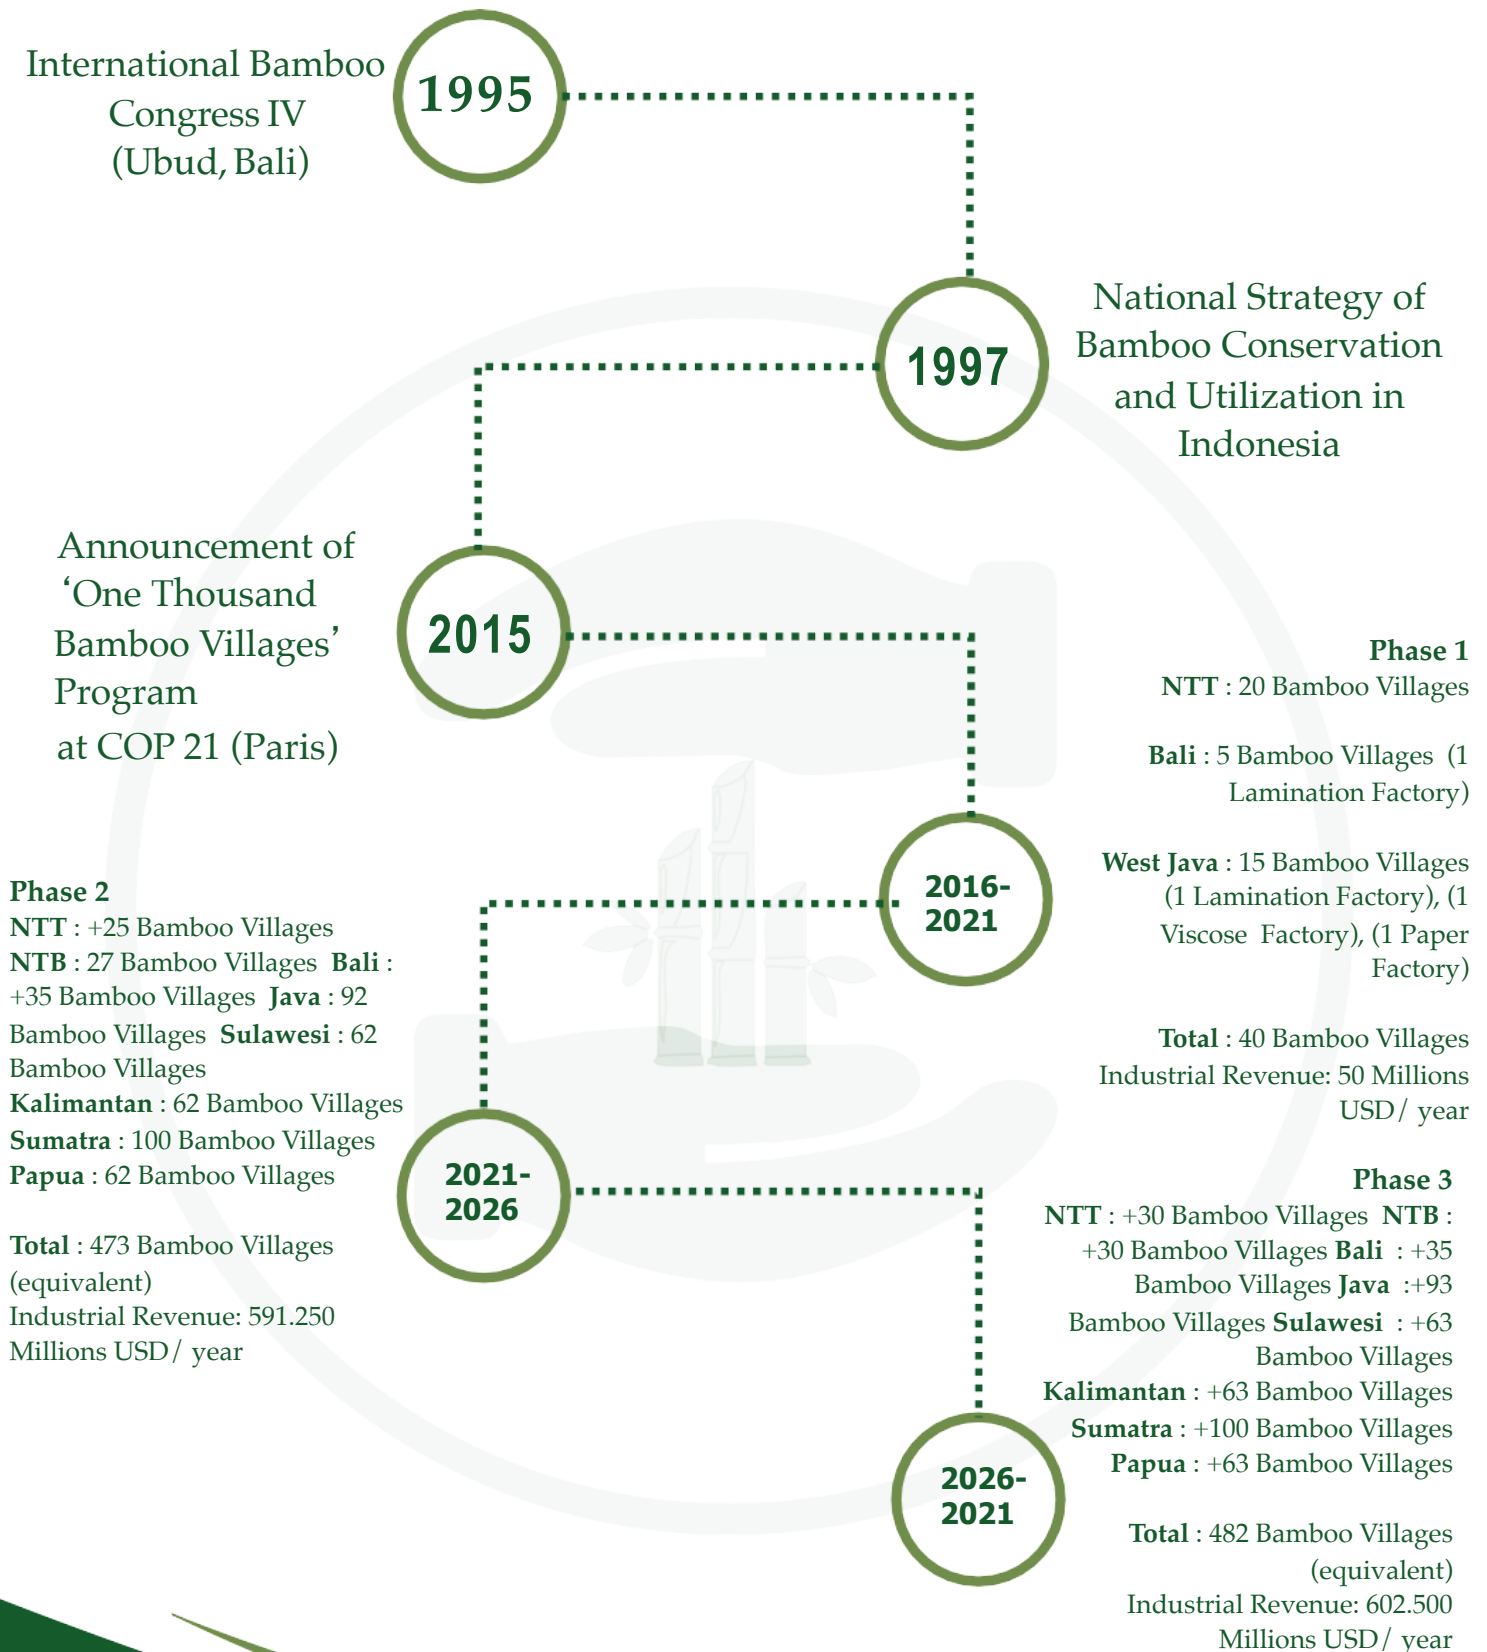 International Bamboo
Congress IV
(Ubud, Bali)
1995
1997
National Strategy of
Bamboo Conservation
and Utilization in
Indonesia
Announcement of
‘One Thousand
Bamboo Villages’
Program
at COP 21 (Paris)
2015
2016-
2021
Phase 1
NTT : 20 Bamboo Villages
Bali : 5 Bamboo Villages (1
Lamination Factory)
West Java : 15 Bamboo Villages
(1 Lamination Factory), (1
Viscose Factory), (1 Paper
Factory)
Total : 40 Bamboo Villages
Industrial Revenue: 50 Millions
USD/ year
Phase 2
NTT : +25 Bamboo Villages
NTB : 27 Bamboo Villages Bali :
+35 Bamboo Villages Java : 92
Bamboo Villages Sulawesi : 62
Bamboo Villages
Kalimantan : 62 Bamboo Villages
Sumatra : 100 Bamboo Villages
Papua : 62 Bamboo Villages
Total : 473 Bamboo Villages
(equivalent)
Industrial Revenue: 591.250
Millions USD/ year
2021-
2026
2026-
2021
Phase 3
NTT : +30 Bamboo Villages NTB :
+30 Bamboo Villages Bali : +35
Bamboo Villages Java :+93
Bamboo Villages Sulawesi : +63
Bamboo Villages
Kalimantan : +63 Bamboo Villages
Sumatra : +100 Bamboo Villages
Papua : +63 Bamboo Villages
Total : 482 Bamboo Villages
(equivalent)
Industrial Revenue: 602.500
Millions USD/ year